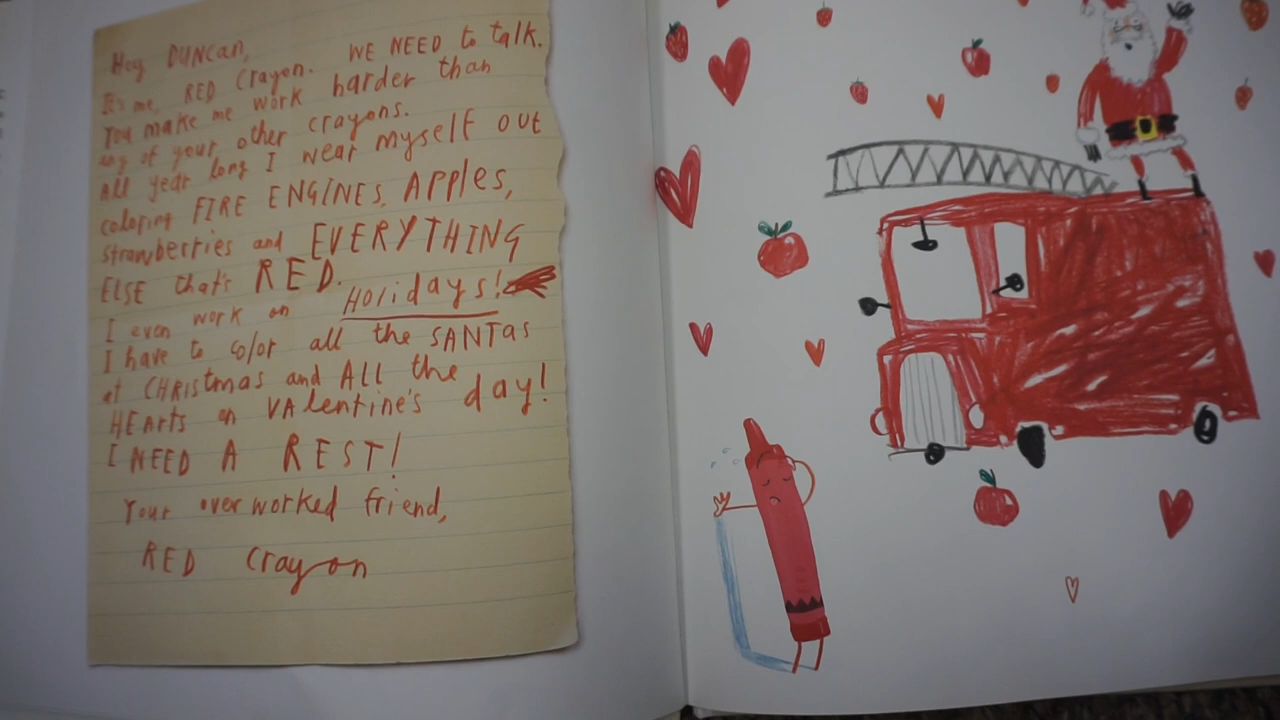 Hey DUNCAN,
It's me, RED Crayon. WE NEED to talk.
You make me work harder than
any of your other crayons.
All year long I wear myself out
coloring FIRE ENGINES, APPles,
strawberries and EVERYTHING
ELSE that's RED.
I even work on HOlidays!
I have to color all the SANTas
at CHRistmas and All the
HEArts on VAlentine's day!
I NEED A REST!
Your overworked friend,
RED Crayon